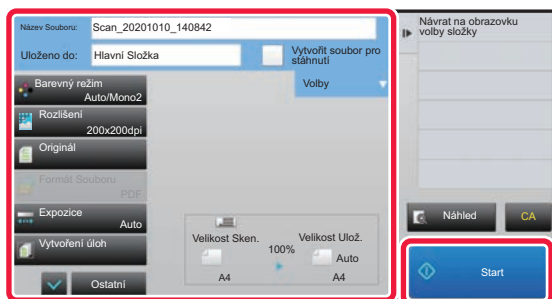 Název Souboru: Scan_20201010_140842
Uloženo do: Hlavní Složka
Vytvořit soubor pro
stáhnutí
Volby
Barevný režim
Auto/Mono2
Rozlišení
200x200dpi
Originál
Formát Souboru
PDF
Expozice
Auto
Vytvoření úloh
Ostatní
Velikost Sken.
A4
100%
Velikost Ulož.
Auto
A4
Návrat na obrazovku
volby složky
Náhled
CA
Start